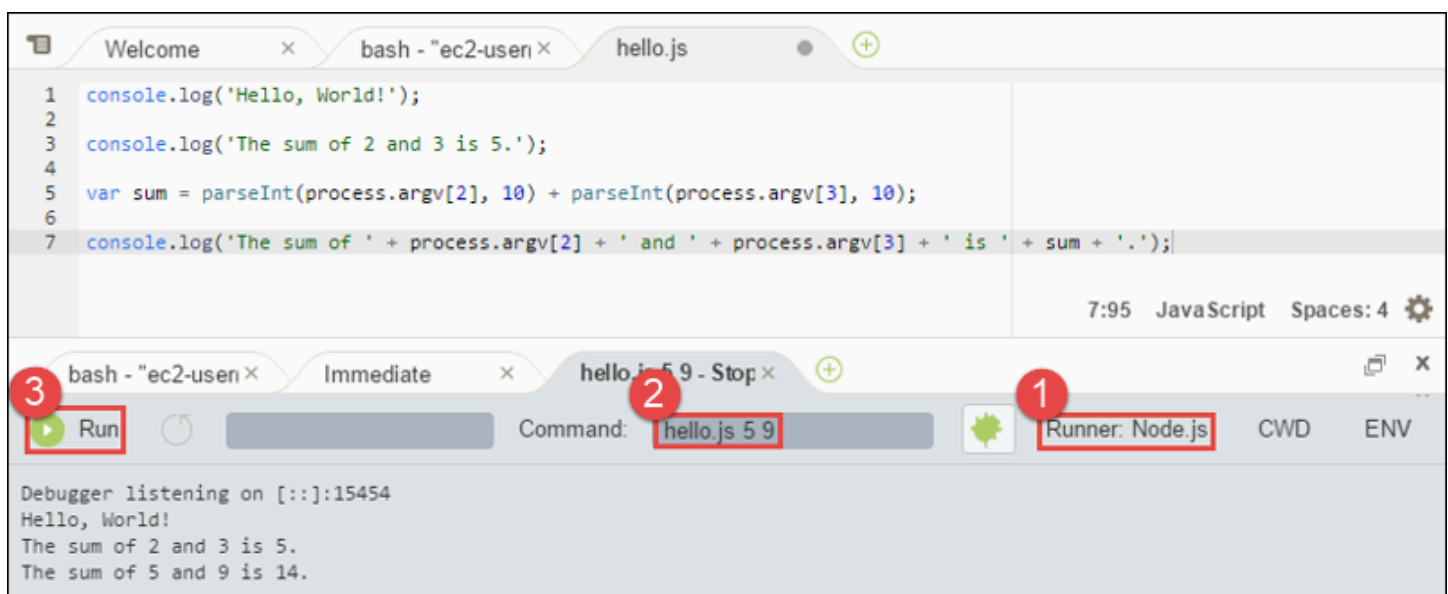 Welcome × bash - "ec2-user × hello.js
1 console.log('Hello, World!');
2
3 console.log('The sum of 2 and 3 is 5.');
4
5 var sum = parseInt(process.argv[2], 10) + parseInt(process.argv[3], 10);
6
7 console.log('The sum of ' + process.argv[2] + ' and ' + process.argv[3] + ' is ' + sum + '.');
7:95 JavaScript Spaces: 4
bash - "ec2-user × Immediate × hello.js 5 9 - Stop × x
3 2 1
Run Command: hello.js 5 9 Runner: Node.js CWD ENV
Debugger listening on [::]:15454
Hello, World!
The sum of 2 and 3 is 5.
The sum of 5 and 9 is 14.